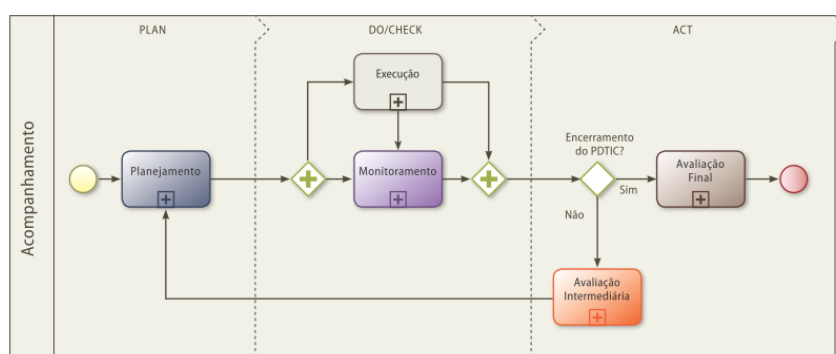 PLAN
DO/CHECK
ACT
Acompanhamento
Planejamento
Execução
Monitoramento
Encerramento
do PDTIC?
Sim
Não
Avaliação
Final
Avaliação
Intermediária